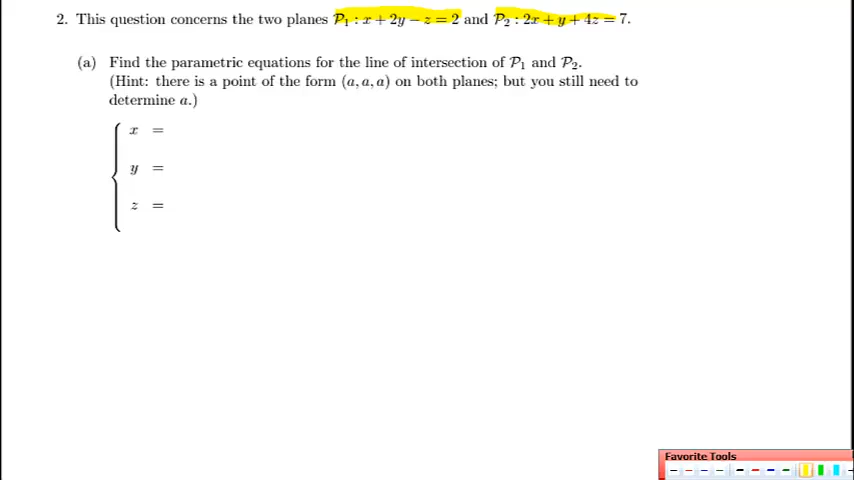 2. This question concerns the two planes P₁ : x + 2y − z = 2 and P₂ : 2x + y + 4z = 7.
(a) Find the parametric equations for the line of intersection of P₁ and P₂.
(Hint: there is a point of the form (a, a, a) on both planes; but you still need to
determine a.)
x =
y =
z =
Favorite Tools